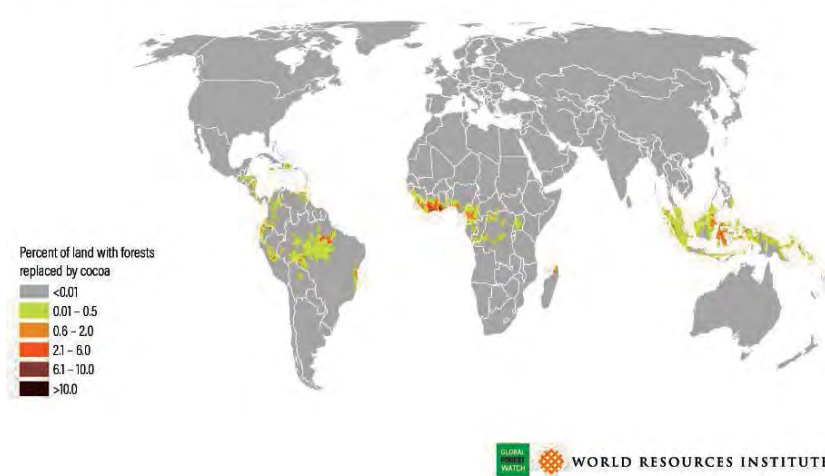 Percent of land with forests
replaced by cocoa
<0.01
0.01 – 0.5
0.6 – 2.0
2.1 – 6.0
6.1 – 10.0
>10.0
GLOBAL
FOREST
WATCH
WORLD RESOURCES INSTITUTE